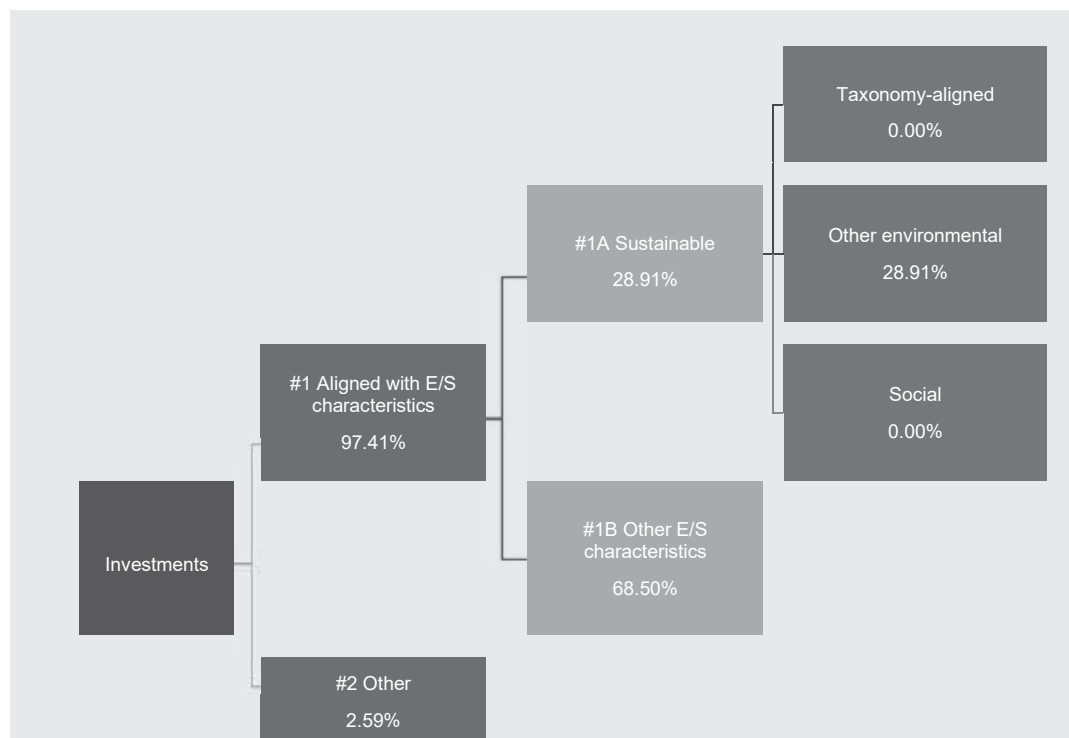 Taxonomy-aligned
0.00%
#1A Sustainable
28.91%
Other environmental
28.91%
#1 Aligned with E/S
characteristics
97.41%
Social
0.00%
Investments
#1B Other E/S
characteristics
68.50%
#2 Other
2.59%